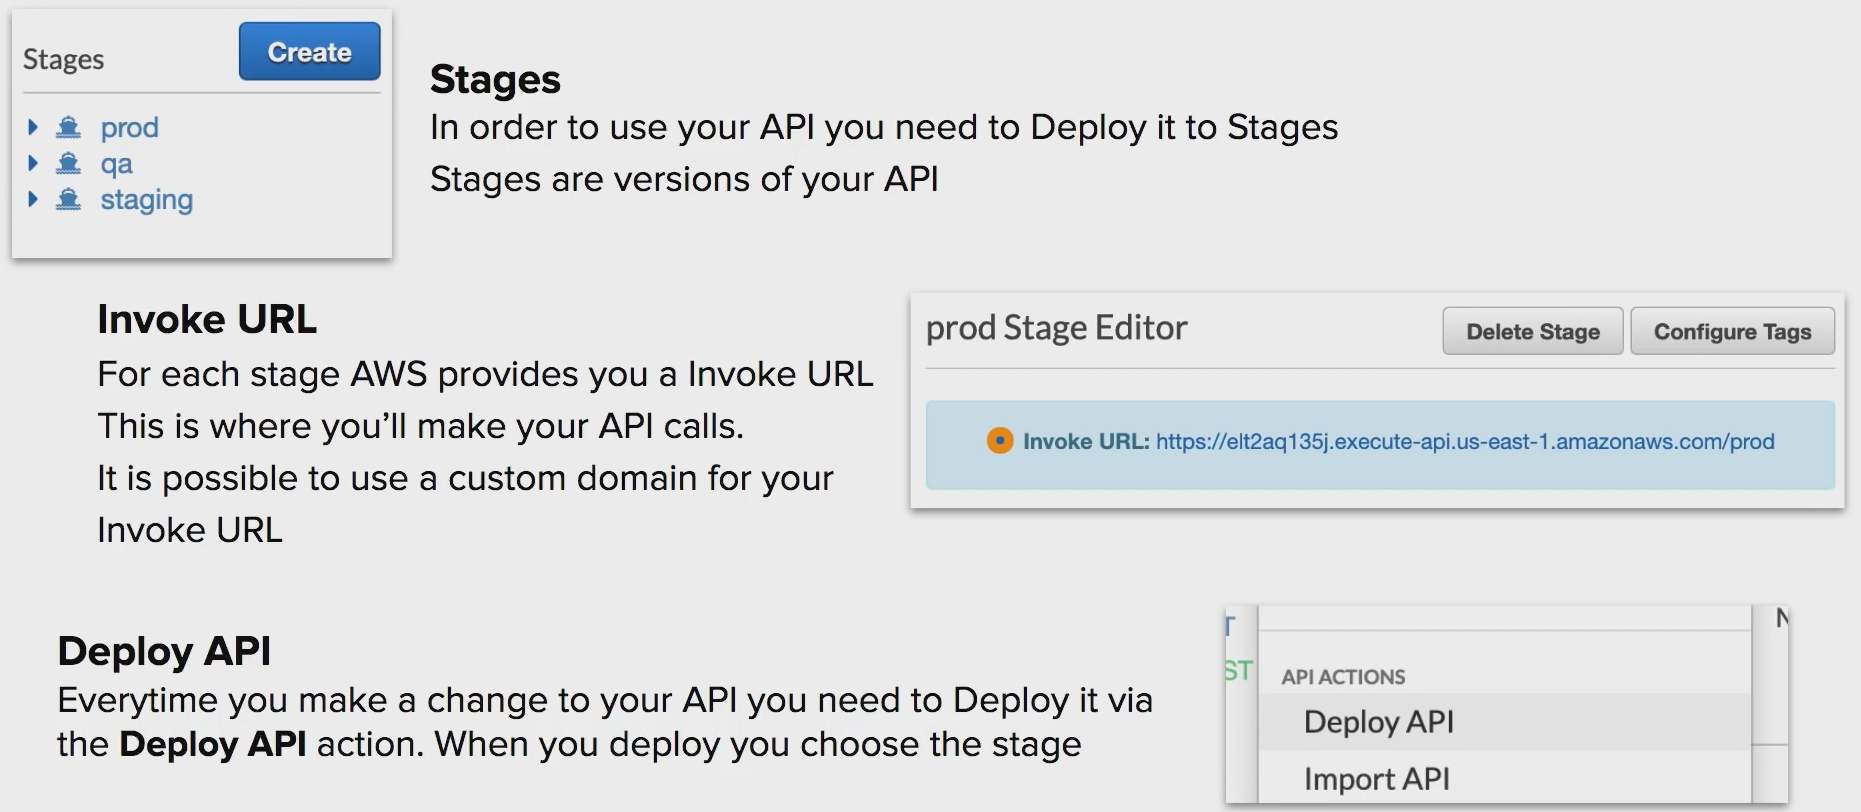 Stages
Create
prod
qa
staging
Stages
In order to use your API you need to Deploy it to Stages
Stages are versions of your API
Invoke URL
For each stage AWS provides you a Invoke URL
This is where you’ll make your API calls.
It is possible to use a custom domain for your
Invoke URL
prod Stage Editor
Delete Stage
Configure Tags
Invoke URL: https://elt2aq135j.execute-api.us-east-1.amazonaws.com/prod
Deploy API
Everytime you make a change to your API you need to Deploy it via
the Deploy API action. When you deploy you choose the stage
T
ST
API ACTIONS
Deploy API
Import API